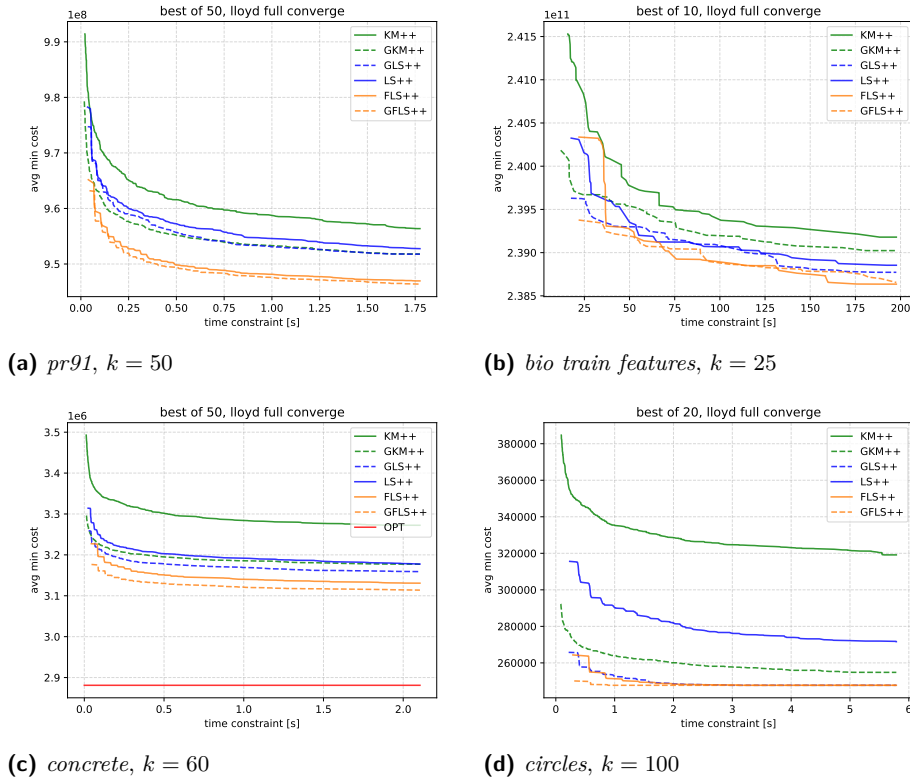 best of 50, lloyd full converge
1e8
9.9
9.8
9.7
9.6
9.5
avg min cost
0.00 0.25 0.50 0.75 1.00 1.25 1.50 1.75
time constraint [s]
KM++
GKM++
GLS++
LS++
FLS++
GFLS++
(a) pr91, k = 50
best of 10, lloyd full converge
1e11
2.415
2.410
2.405
2.400
2.395
2.390
2.385
avg min cost
25 50 75 100 125 150 175 200
time constraint [s]
KM++
GKM++
GLS++
LS++
FLS++
GFLS++
(b) bio train features, k = 25
best of 50, lloyd full converge
1e6
3.5
3.4
3.3
3.2
3.1
3.0
2.9
avg min cost
0.0 0.5 1.0 1.5 2.0
time constraint [s]
KM++
GKM++
GLS++
LS++
FLS++
GFLS++
OPT
(c) concrete, k = 60
best of 20, lloyd full converge
380000
360000
340000
320000
300000
280000
260000
avg min cost
0 1 2 3 4 5 6
time constraint [s]
KM++
GKM++
GLS++
LS++
FLS++
GFLS++
(d) circles, k = 100